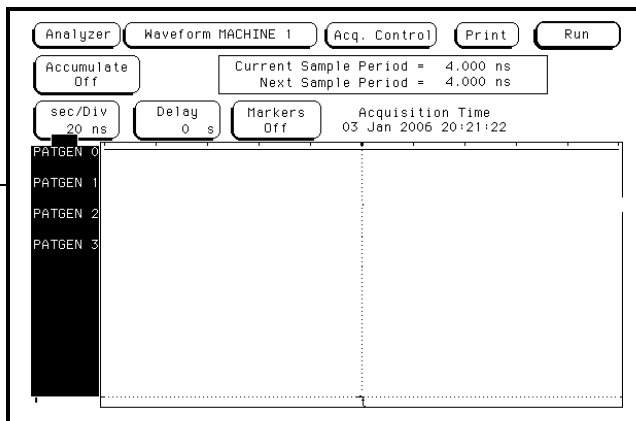 Analyzer Waveform MACHINE 1 Acq. Control Print Run
Accumulate
Off
Current Sample Period = 4.000 ns
Next Sample Period = 4.000 ns
sec/Div
20 ns
Delay
0 s
Markers
Off
Acquisition Time
03 Jan 2006 20:21:22
PATGEN 0
PATGEN 1
PATGEN 2
PATGEN 3